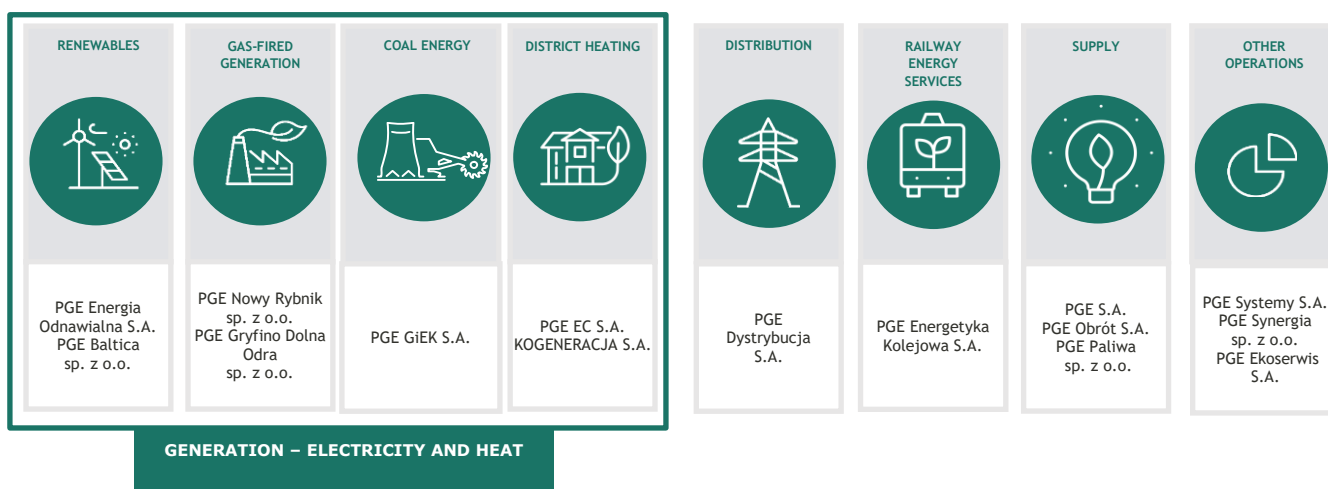 RENEWABLES
GAS-FIRED
GENERATION
COAL ENERGY
DISTRICT HEATING
DISTRIBUTION
RAILWAY
ENERGY
SERVICES
SUPPLY
OTHER
OPERATIONS
PGE Energia
Odnawialna S.A.
PGE Baltica
sp. z o.o.
PGE Nowy Rybnik
sp. z o.o.
PGE Gryfino Dolna
Odra
sp. z o.o.
PGE GiEK S.A.
PGE EC S.A.
KOGENERACJA S.A.
PGE
Dystrybucja
S.A.
PGE Energetyka
Kolejowa S.A.
PGE S.A.
PGE Obrót S.A.
PGE Paliwa
sp. z o.o.
PGE Systemy S.A.
PGE Synergia
sp. z o.o.
PGE Ekoserwis
S.A.
GENERATION – ELECTRICITY AND HEAT